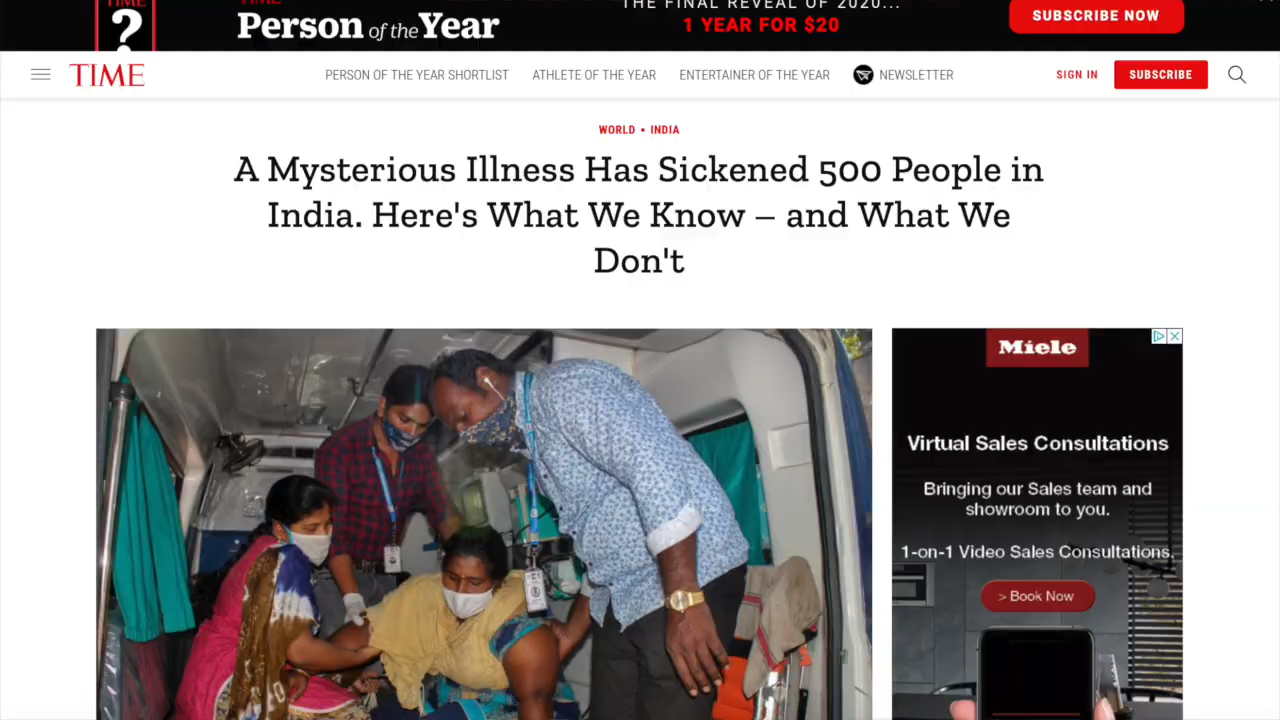 TIME
TIME
?
Person of the Year
THE FINAL REVEAL OF 2020...
1 YEAR FOR $20
SUBSCRIBE NOW
TIME
PERSON OF THE YEAR SHORTLIST
ATHLETE OF THE YEAR
ENTERTAINER OF THE YEAR
NEWSLETTER
SIGN IN
SUBSCRIBE
WORLD • INDIA
A Mysterious Illness Has Sickened 500 People in
India. Here's What We Know – and What We
Don't
Miele
Virtual Sales Consultations
Bringing our Sales team and
showroom to you.
1-on-1 Video Sales Consultations.
> Book Now